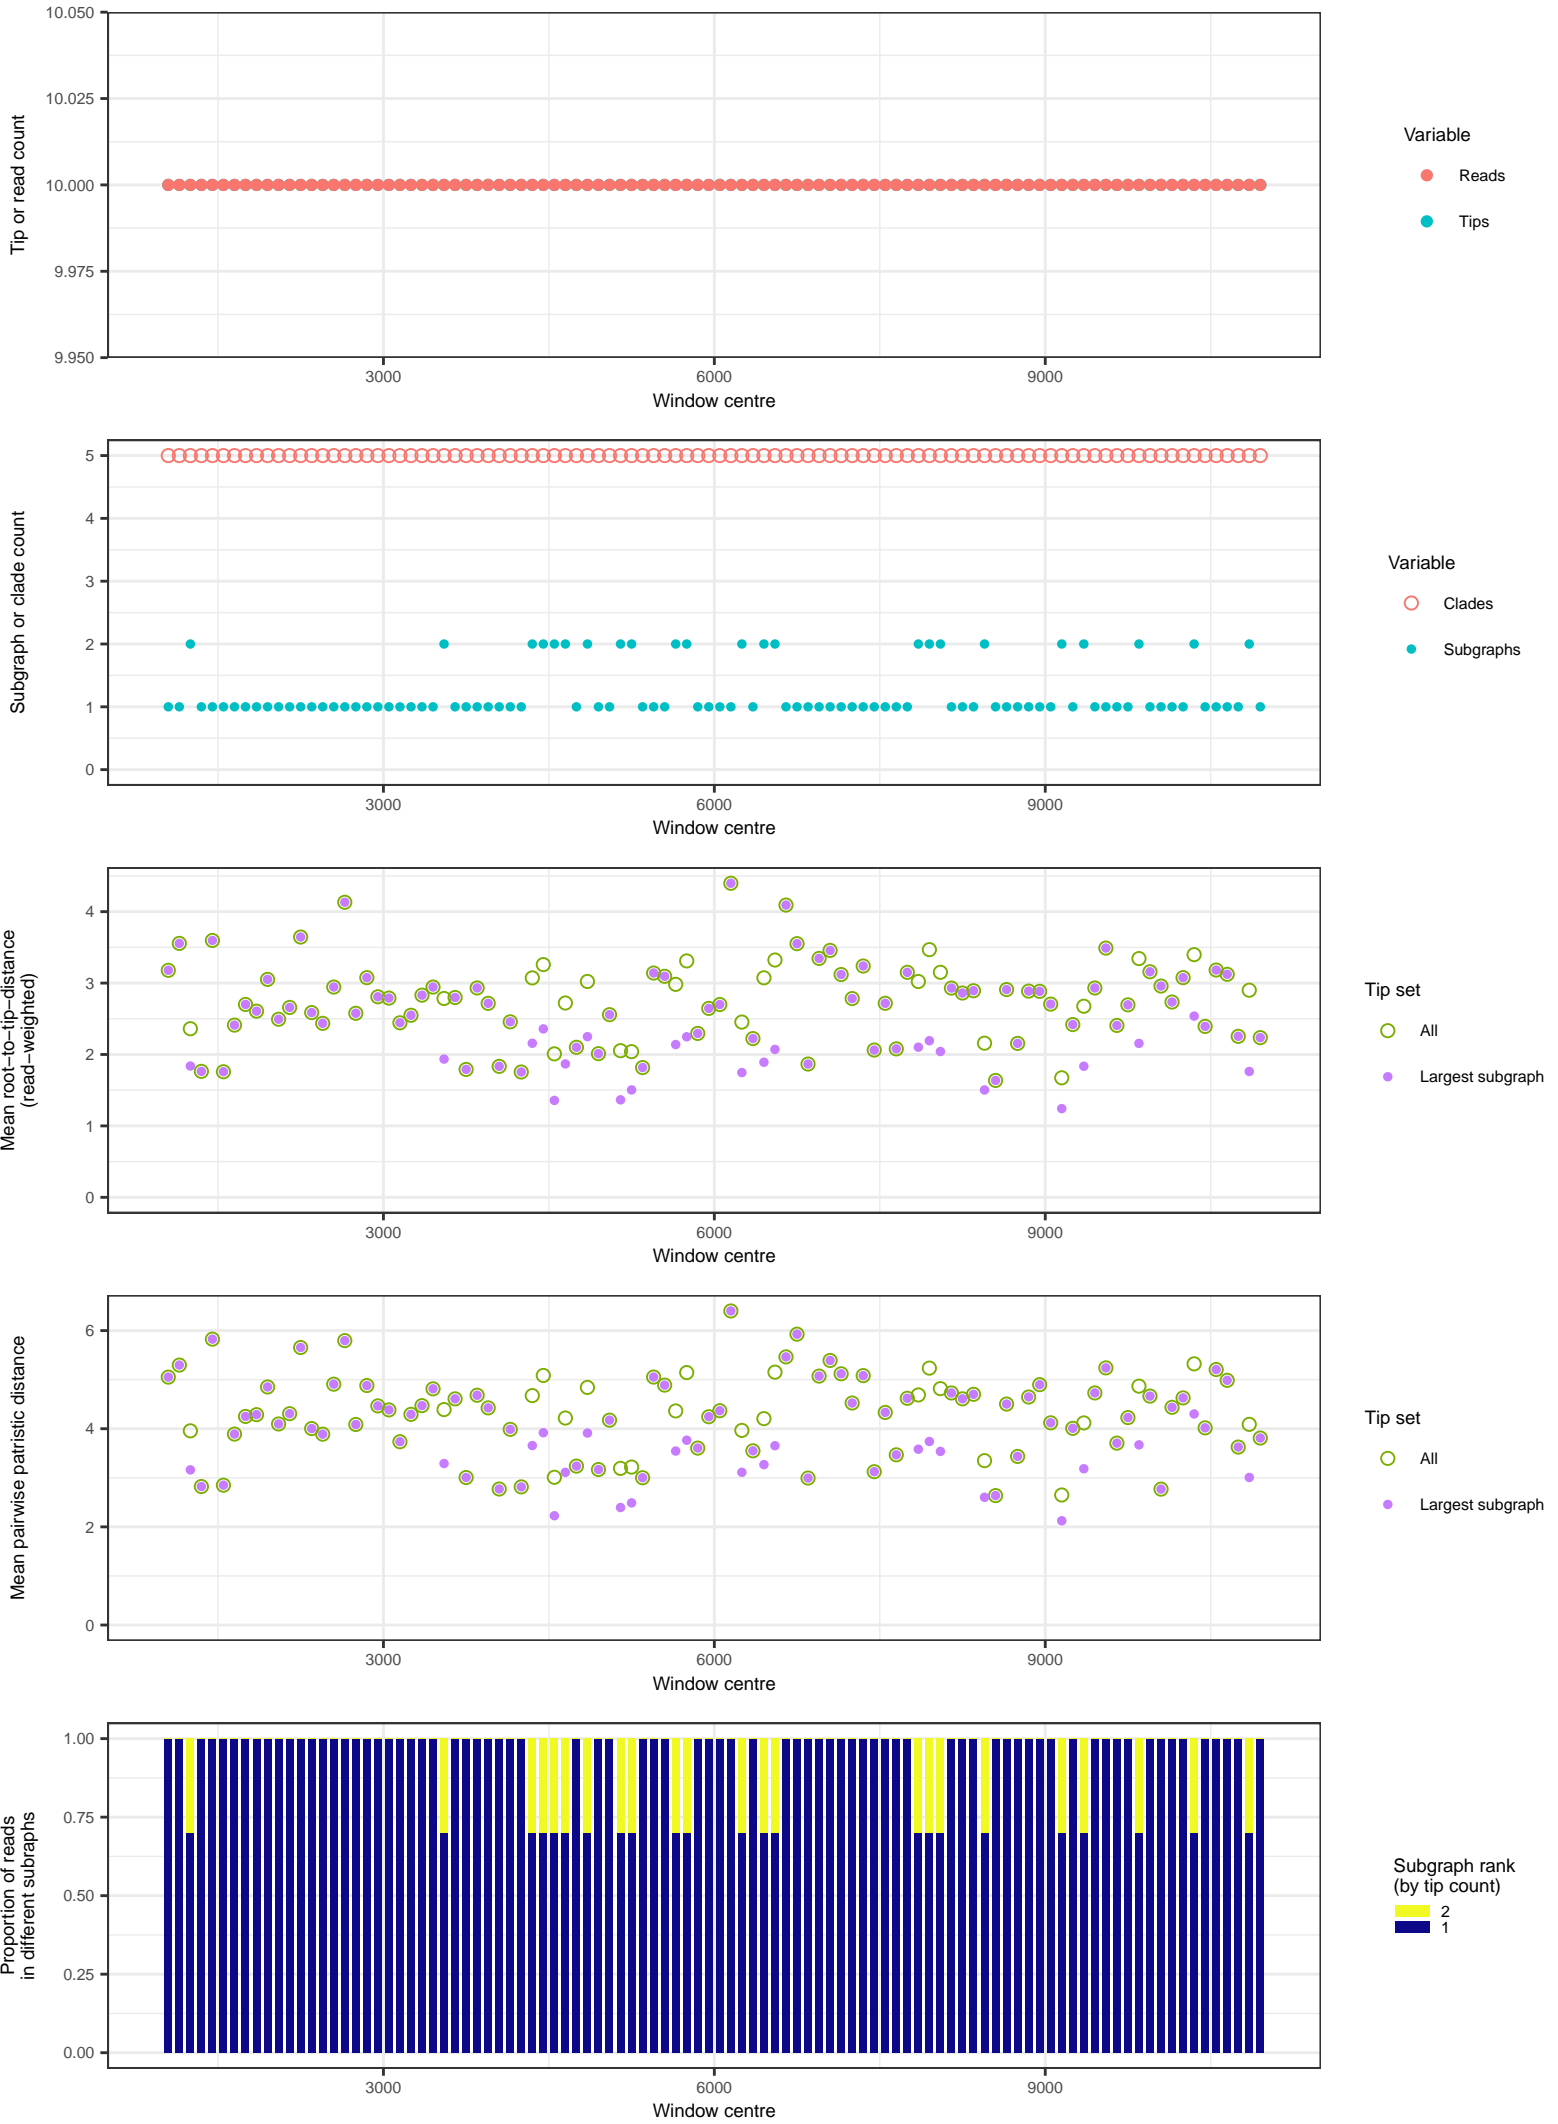 10.050
10.025
10.000
9.975
9.950
Tip or read count
3000
6000
9000
Window centre
Variable
Reads
Tips
5
4
3
2
1
0
Subgraph or clade count
3000
6000
9000
Window centre
Variable
Clades
Subgraphs
4
3
2
1
0
Mean root−to−tip−distance
(read−weighted)
3000
6000
9000
Window centre
Tip set
All
Largest subgraph
6
4
2
0
Mean pairwise patristic distance
3000
6000
9000
Window centre
Tip set
All
Largest subgraph
1.00
0.75
0.50
0.25
0.00
Proportion of reads
in different subraphs
3000
6000
9000
Window centre
Subgraph rank
(by tip count)
2
1